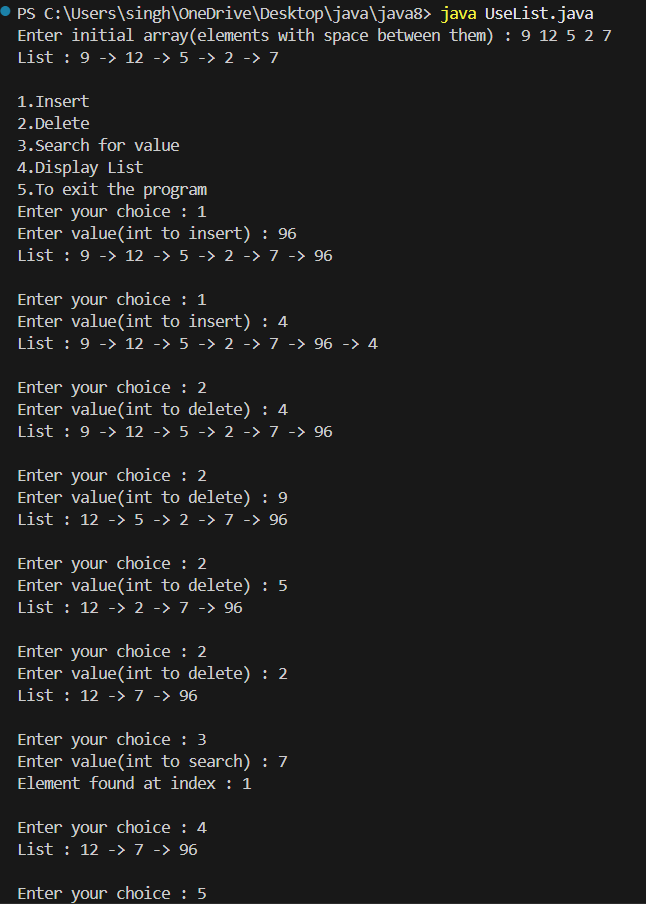 PS C:\Users\singh\OneDrive\Desktop\java\java8> java UseList.java
Enter initial array(elements with space between them) : 9 12 5 2 7
List : 9 -> 12 -> 5 -> 2 -> 7
1.Insert
2.Delete
3.Search for value
4.Display List
5.To exit the program
Enter your choice : 1
Enter value(int to insert) : 96
List : 9 -> 12 -> 5 -> 2 -> 7 -> 96
Enter your choice : 1
Enter value(int to insert) : 4
List : 9 -> 12 -> 5 -> 2 -> 7 -> 96 -> 4
Enter your choice : 2
Enter value(int to delete) : 4
List : 9 -> 12 -> 5 -> 2 -> 7 -> 96
Enter your choice : 2
Enter value(int to delete) : 9
List : 12 -> 5 -> 2 -> 7 -> 96
Enter your choice : 2
Enter value(int to delete) : 5
List : 12 -> 2 -> 7 -> 96
Enter your choice : 2
Enter value(int to delete) : 2
List : 12 -> 7 -> 96
Enter your choice : 3
Enter value(int to search) : 7
Element found at index : 1
Enter your choice : 4
List : 12 -> 7 -> 96
Enter your choice : 5